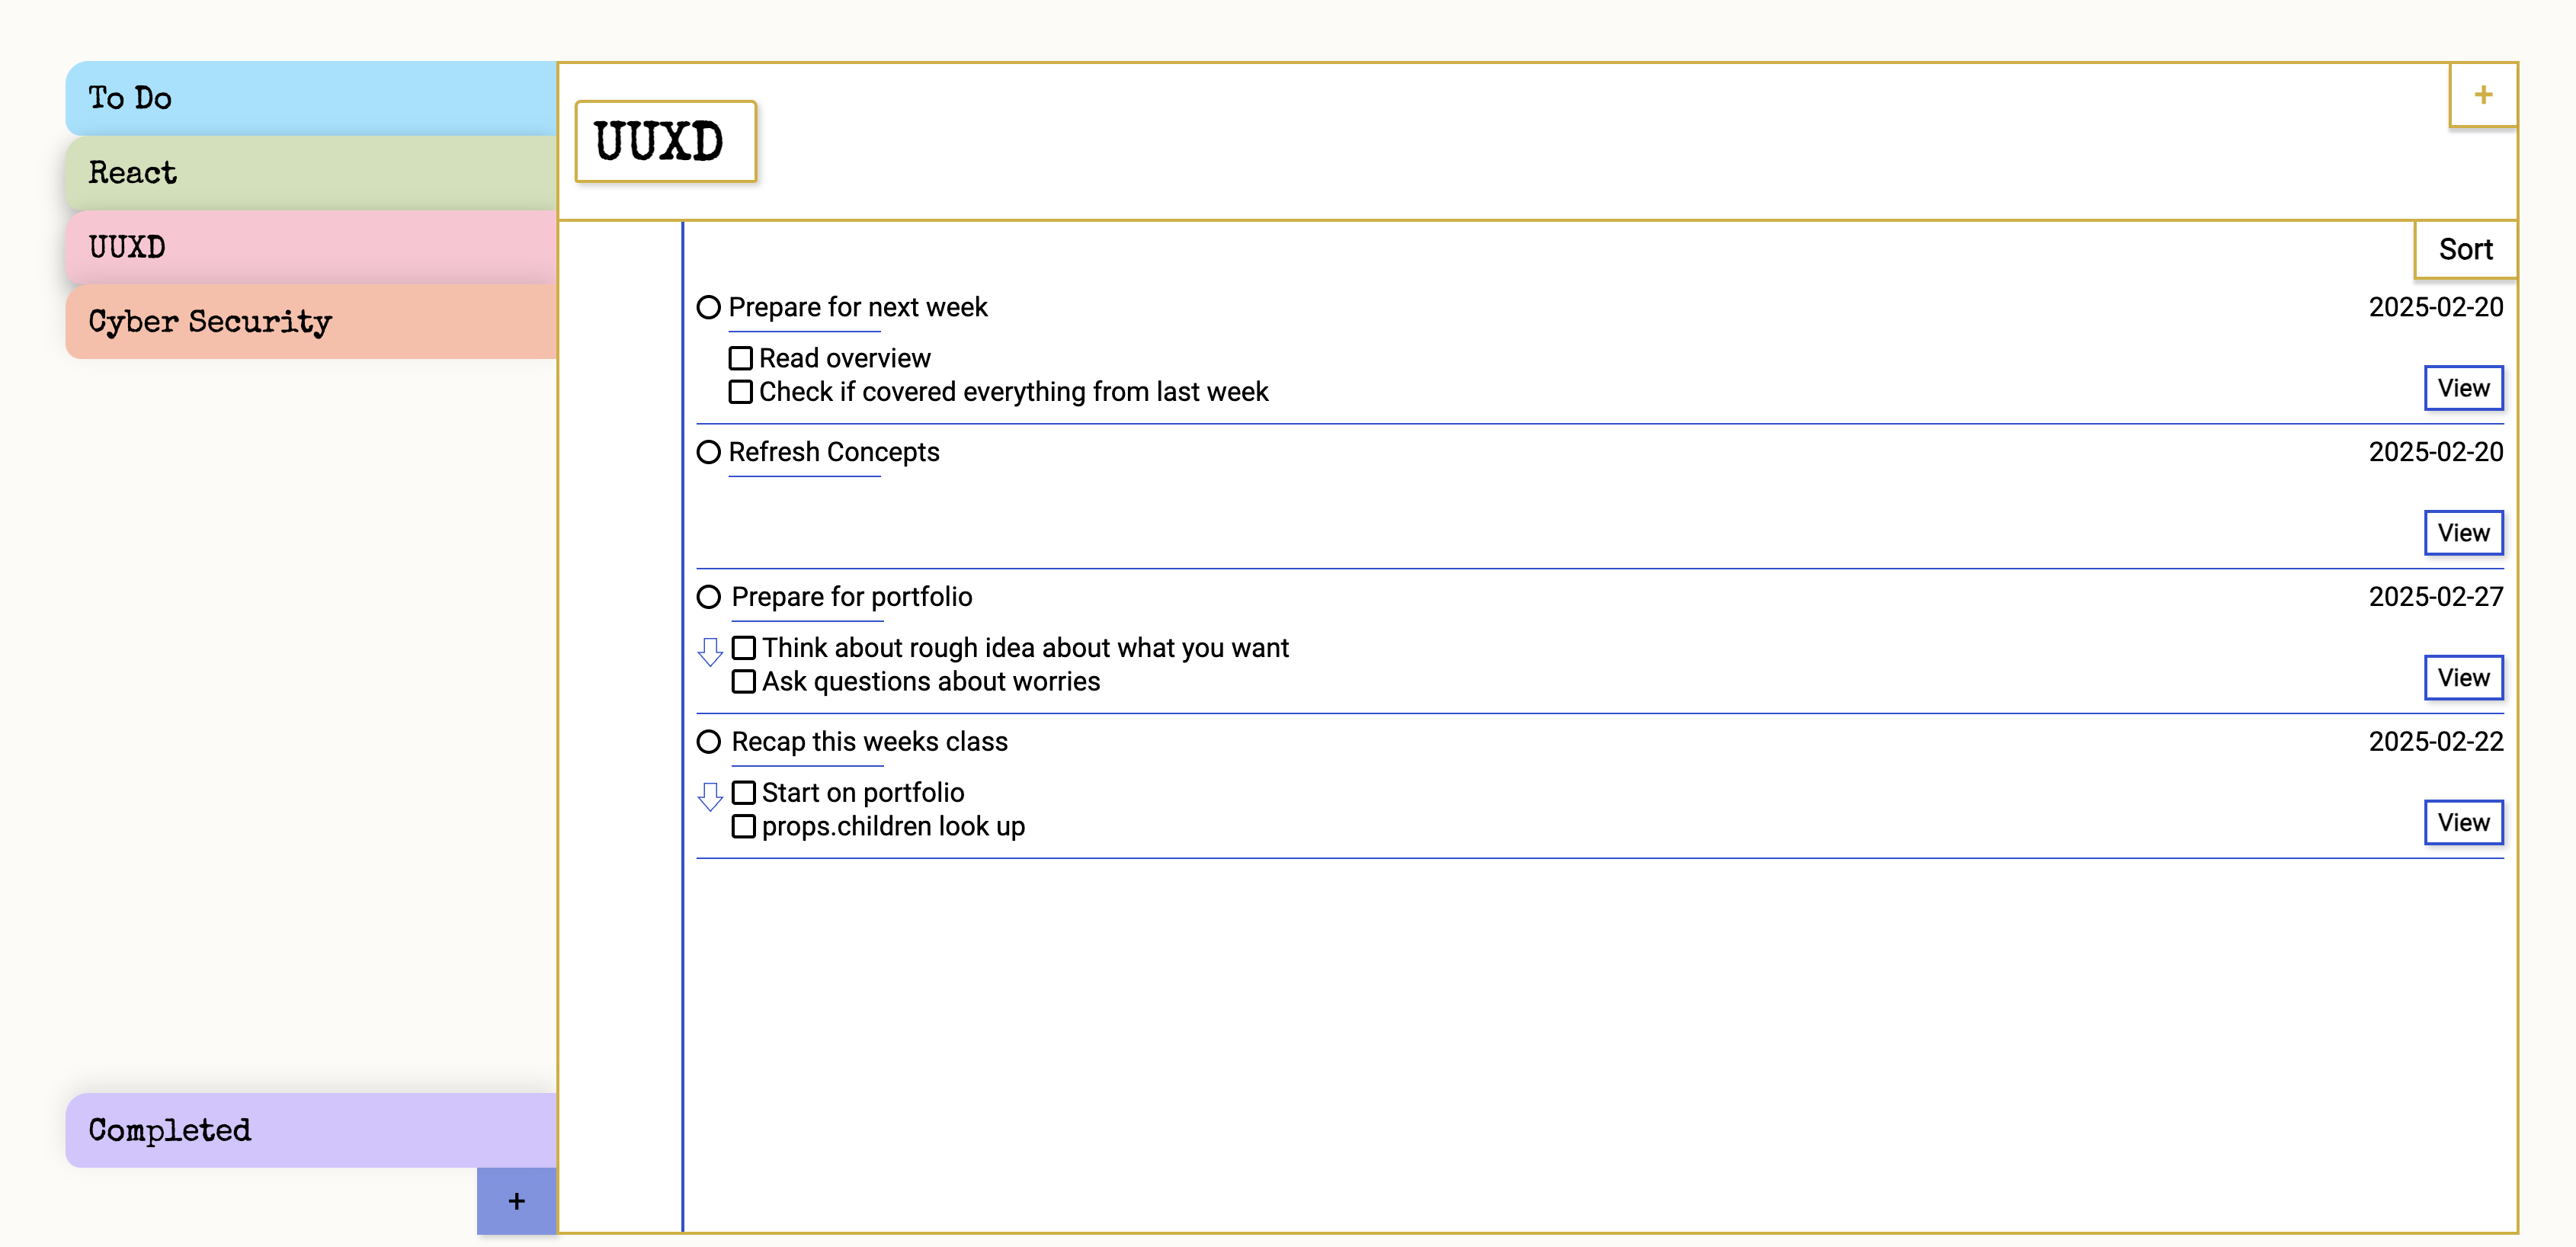 To Do
React
UUXD
Cyber Security
Completed
+
UUXD
+
Sort
Prepare for next week 2025-02-20
Read overview
Check if covered everything from last week
View
Refresh Concepts 2025-02-20
View
Prepare for portfolio 2025-02-27
Think about rough idea about what you want
Ask questions about worries
View
Recap this weeks class 2025-02-22
Start on portfolio
props.children look up
View